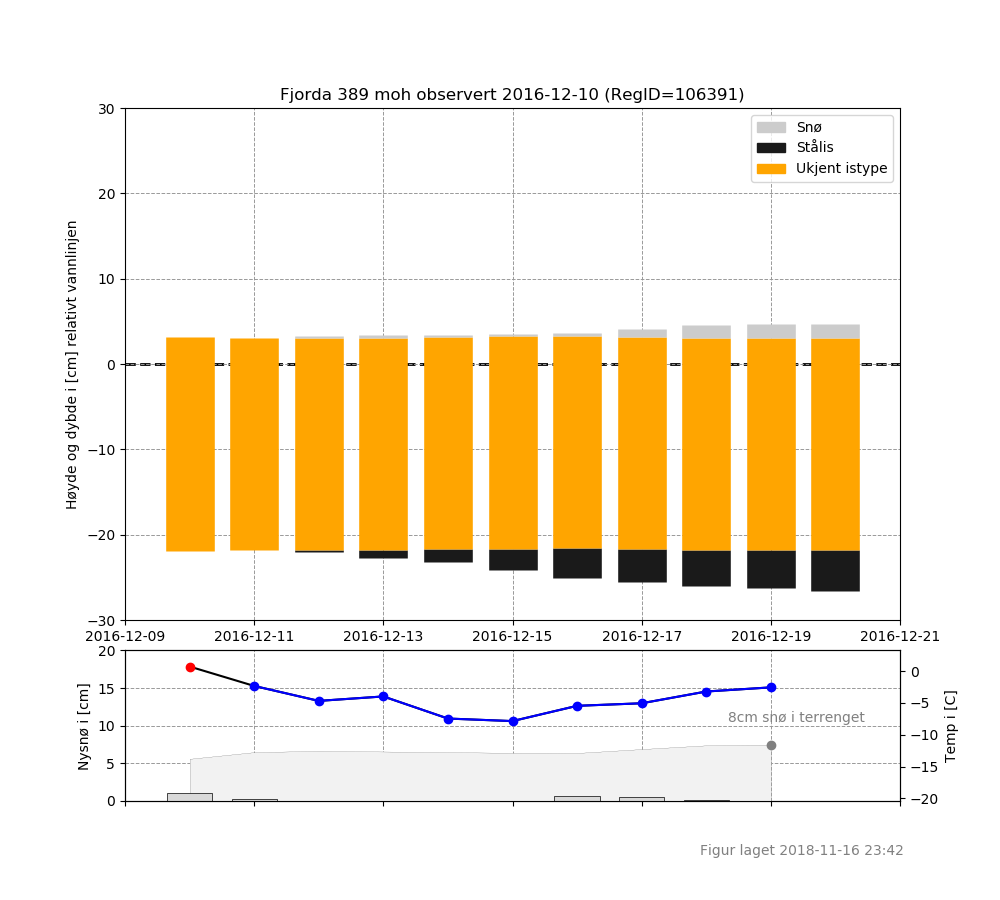 Fjorda 389 moh observert 2016-12-10 (RegID=106391)
Høyde og dybde i [cm] relativt vannlinjen
30
20
10
0
−10
−20
−30
Snø
Stålis
Ukjent istype
2016-12-09 2016-12-11 2016-12-13 2016-12-15 2016-12-17 2016-12-19 2016-12-21
Nysnø i [cm]
20
15
10
5
0
8cm snø i terrenget
0
−5
−10
−15
−20
Temp i [C]
Figur laget 2018-11-16 23:42